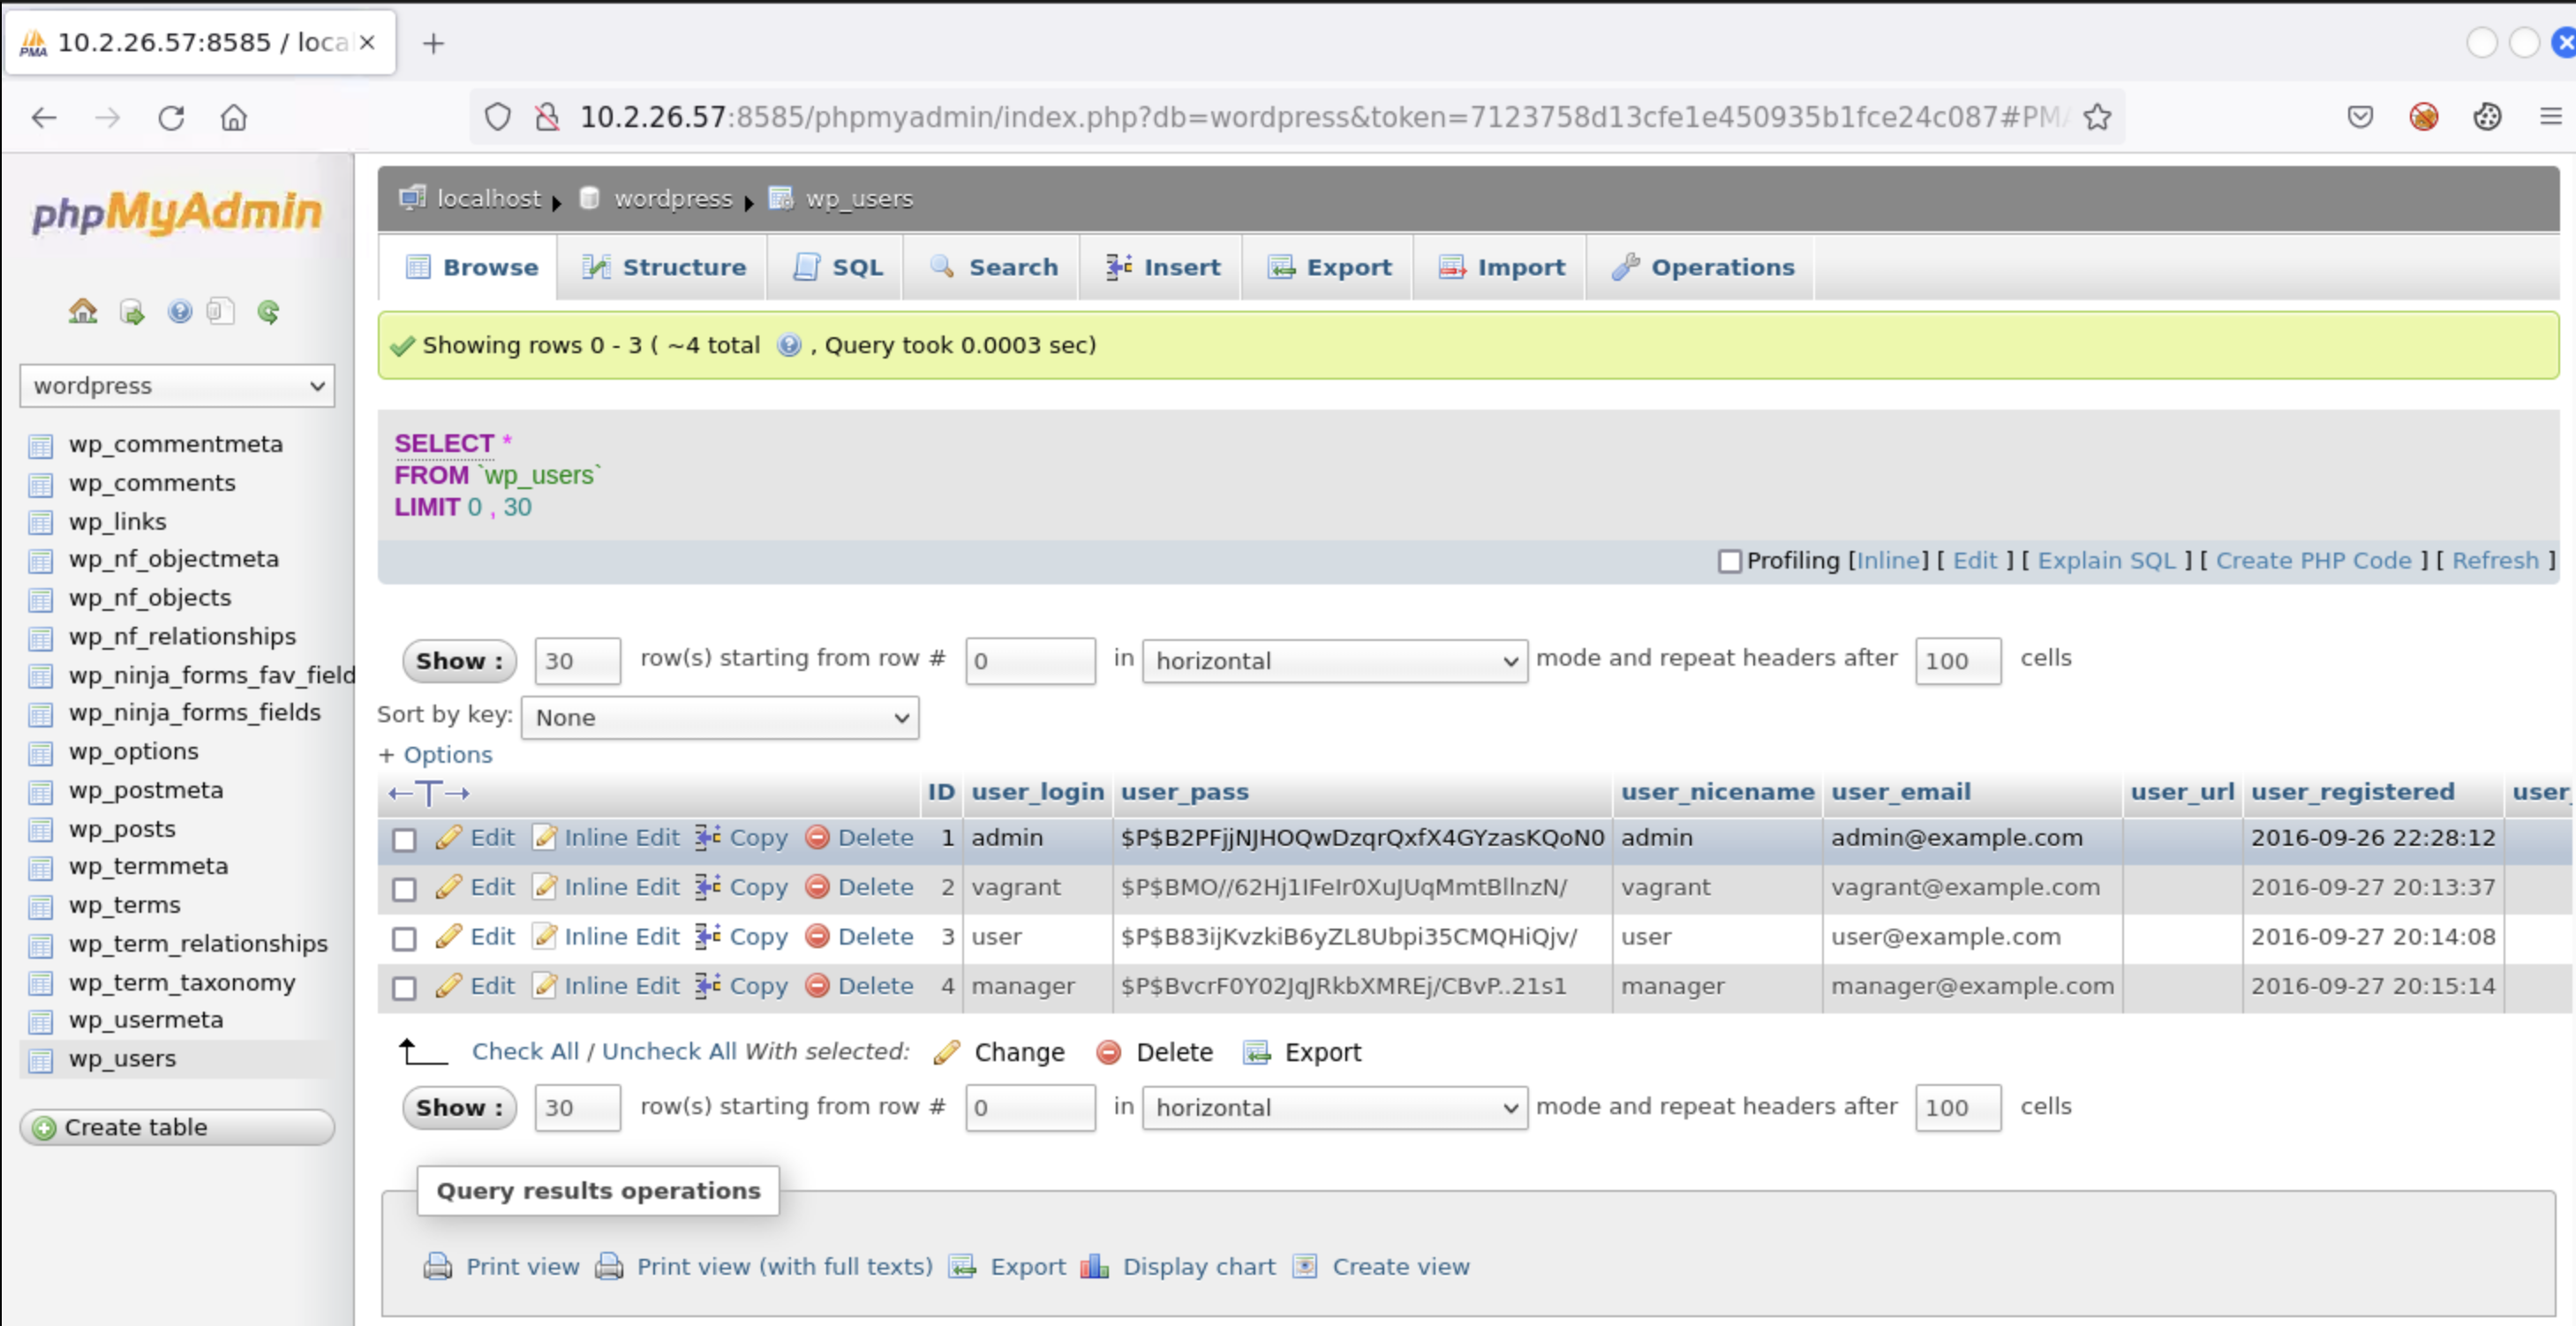 10.2.26.57:8585 / loca
10.2.26.57:8585/phpmyadmin/index.php?db=wordpress&token=7123758d13cfe1e450935b1fce24c087#PMA
phpMyAdmin
wordpress
wp_commentmeta
wp_comments
wp_links
wp_nf_objectmeta
wp_nf_objects
wp_nf_relationships
wp_ninja_forms_fav_field
wp_ninja_forms_fields
wp_options
wp_postmeta
wp_posts
wp_termmeta
wp_terms
wp_term_relationships
wp_term_taxonomy
wp_usermeta
wp_users
Create table
localhost wordpress wp_users
Browse Structure SQL Search Insert Export Import Operations
Showing rows 0 - 3 ( ~4 total , Query took 0.0003 sec)
SELECT *
FROM `wp_users`
LIMIT 0 , 30
Profiling [Inline] [ Edit ] [ Explain SQL ] [ Create PHP Code ] [ Refresh ]
Show : 30 row(s) starting from row # 0 in horizontal mode and repeat headers after 100 cells
Sort by key: None
+ Options
←T→ ID user_login user_pass user_nicename user_email user_url user_registered user_
Edit Inline Edit Copy Delete 1 admin $P$B2PFjjNJHOQwDzqrQxfX4GYzasKQoN0 admin admin@example.com 2016-09-26 22:28:12
Edit Inline Edit Copy Delete 2 vagrant $P$BMO//62Hj1IFeIr0XuJUqMmtBllnzN/ vagrant vagrant@example.com 2016-09-27 20:13:37
Edit Inline Edit Copy Delete 3 user $P$B83ijKvzkiB6yZL8Ubpi35CMQHiQjv/ user user@example.com 2016-09-27 20:14:08
Edit Inline Edit Copy Delete 4 manager $P$BvcrF0Y02JqJRkbXMREj/CBvP..21s1 manager manager@example.com 2016-09-27 20:15:14
Check All / Uncheck All With selected: Change Delete Export
Show : 30 row(s) starting from row # 0 in horizontal mode and repeat headers after 100 cells
Query results operations
Print view Print view (with full texts) Export Display chart Create view